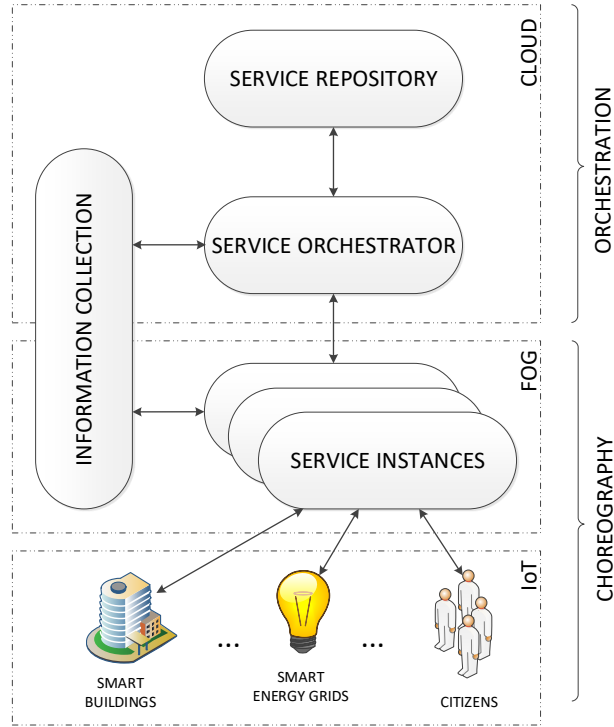 CLOUD
SERVICE REPOSITORY
ORCHESTRATION
INFORMATION COLLECTION
SERVICE ORCHESTRATOR
FOG
SERVICE INSTANCES
CHOREOGRAPHY
IoT
... ...
SMART
BUILDINGS
SMART
ENERGY GRIDS
CITIZENS